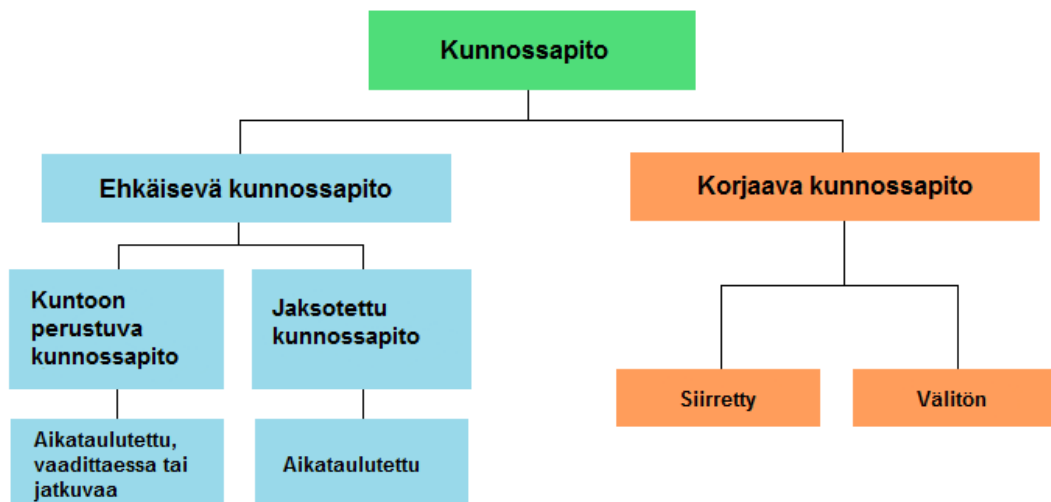 Kunnossapito
Ehkäisevä kunnossapito
Korjaava kunnossapito
Kuntoon
perustuva
kunnossapito
Jaksotettu
kunnossapito
Siirretty
Välitön
Aikataulutettu,
vaadittaessa tai
jatkuvaa
Aikataulutettu